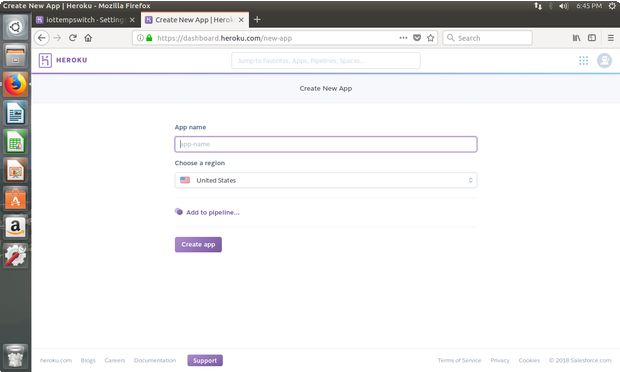 Create New App | Heroku - Mozilla Firefox
6:45 PM
iottempswitch · Setting
Create New App | Heroku
https://dashboard.heroku.com/new-app
Search
HEROKU
Jump to Favorites, Apps, Pipelines, Spaces...
Create New App
App name
app-name
Choose a region
United States
Add to pipeline...
Create app
heroku.com Blogs Careers Documentation Support Terms of Service Privacy Cookies © 2018 Salesforce.com